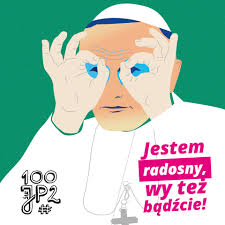 Jestem
radosny,
wy też
bądźcie!
100
JP2
#